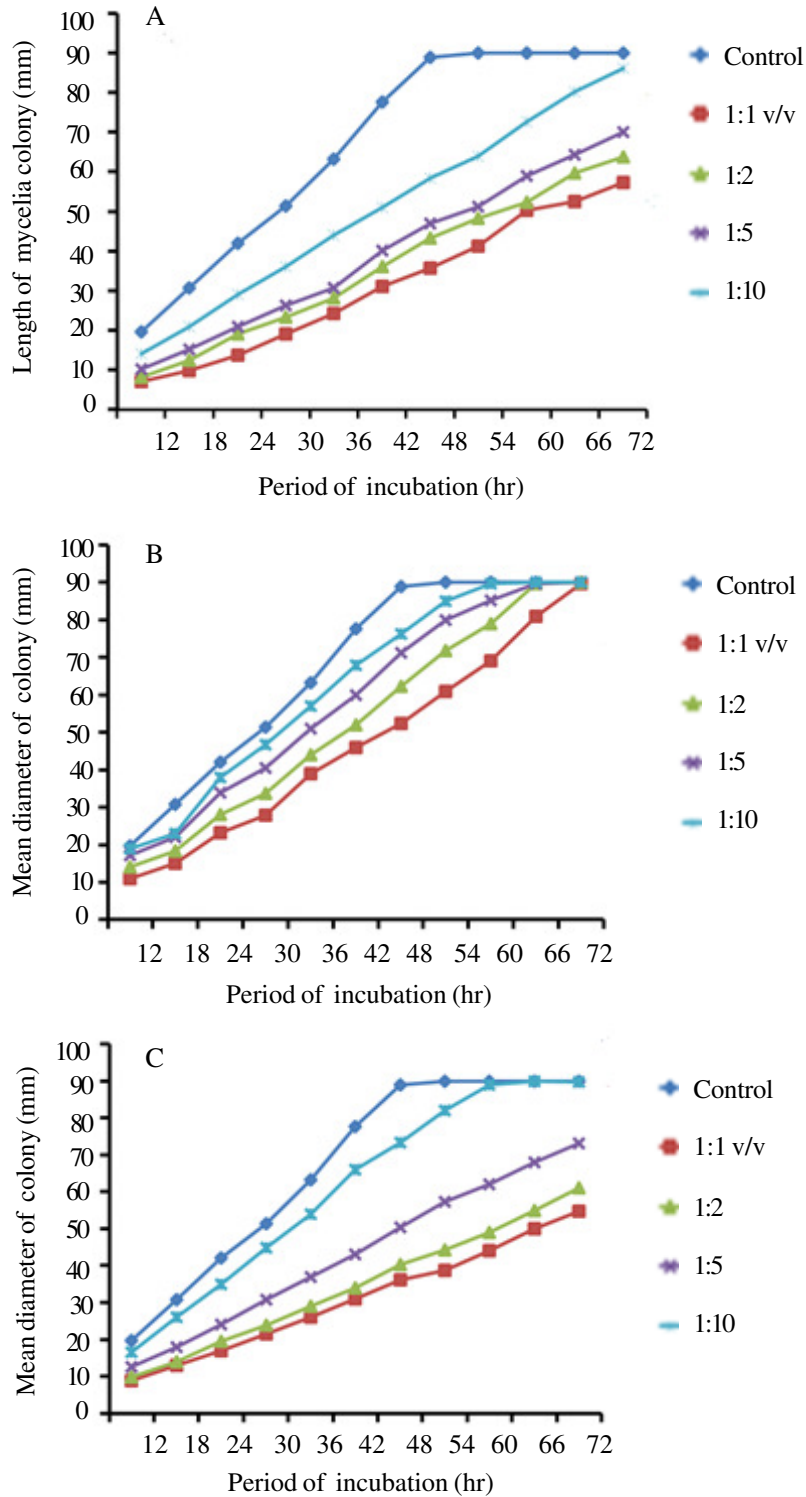 A
Length of mycelia colony (mm)
100
90
80
70
60
50
40
30
20
10
0
12 18 24 30 36 42 48 54 60 66 72
Period of incubation (hr)
Control
1:1 v/v
1:2
1:5
1:10
B
Mean diameter of colony (mm)
100
90
80
70
60
50
40
30
20
10
0
12 18 24 30 36 42 48 54 60 66 72
Period of incubation (hr)
Control
1:1 v/v
1:2
1:5
1:10
C
Mean diameter of colony (mm)
100
90
80
70
60
50
40
30
20
10
0
12 18 24 30 36 42 48 54 60 66 72
Period of incubation (hr)
Control
1:1 v/v
1:2
1:5
1:10